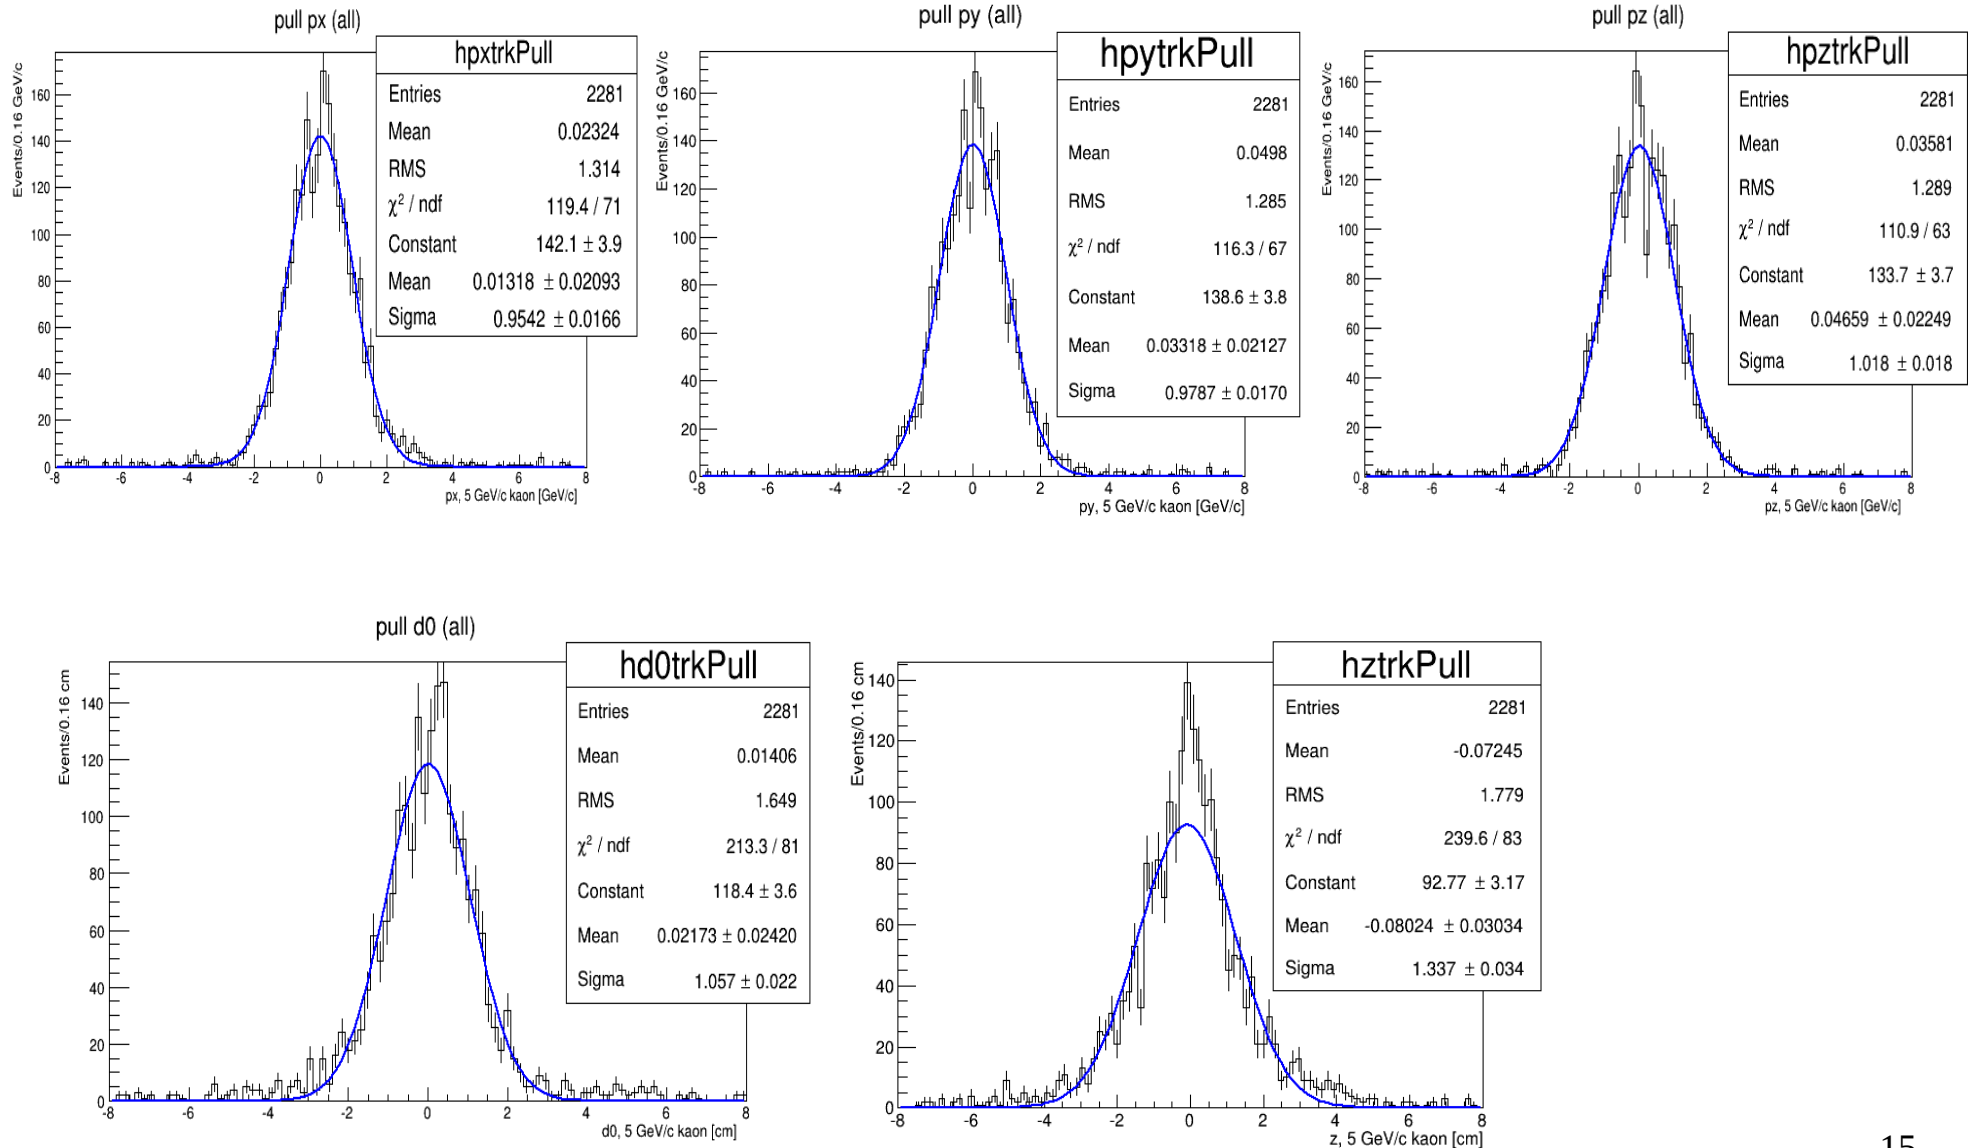 pull px (all)
Events/0.16 GeV/c
160
140
120
100
80
60
40
20
0
-8 -6 -4 -2 0 2 4 6 8
px, 5 GeV/c kaon [GeV/c]
hpxtrkPull
Entries 2281
Mean 0.02324
RMS 1.314
χ² / ndf 119.4 / 71
Constant 142.1 ± 3.9
Mean 0.01318 ± 0.02093
Sigma 0.9542 ± 0.0166
pull py (all)
Events/0.16 GeV/c
160
140
120
100
80
60
40
20
0
-8 -6 -4 -2 0 2 4 6 8
py, 5 GeV/c kaon [GeV/c]
hpytrkPull
Entries 2281
Mean 0.0498
RMS 1.285
χ² / ndf 116.3 / 67
Constant 138.6 ± 3.8
Mean 0.03318 ± 0.02127
Sigma 0.9787 ± 0.0170
pull pz (all)
Events/0.16 GeV/c
160
140
120
100
80
60
40
20
0
-8 -6 -4 -2 0 2 4 6 8
pz, 5 GeV/c kaon [GeV/c]
hpztrkPull
Entries 2281
Mean 0.03581
RMS 1.289
χ² / ndf 110.9 / 63
Constant 133.7 ± 3.7
Mean 0.04659 ± 0.02249
Sigma 1.018 ± 0.018
pull d0 (all)
Events/0.16 cm
140
120
100
80
60
40
20
0
-8 -6 -4 -2 0 2 4 6 8
d0, 5 GeV/c kaon [cm]
hd0trkPull
Entries 2281
Mean 0.01406
RMS 1.649
χ² / ndf 213.3 / 81
Constant 118.4 ± 3.6
Mean 0.02173 ± 0.02420
Sigma 1.057 ± 0.022
Events/0.16 cm
140
120
100
80
60
40
20
0
-8 -6 -4 -2 0 2 4 6 8
z, 5 GeV/c kaon [cm]
hztrkPull
Entries 2281
Mean -0.07245
RMS 1.779
χ² / ndf 239.6 / 83
Constant 92.77 ± 3.17
Mean -0.08024 ± 0.03034
Sigma 1.337 ± 0.034
15